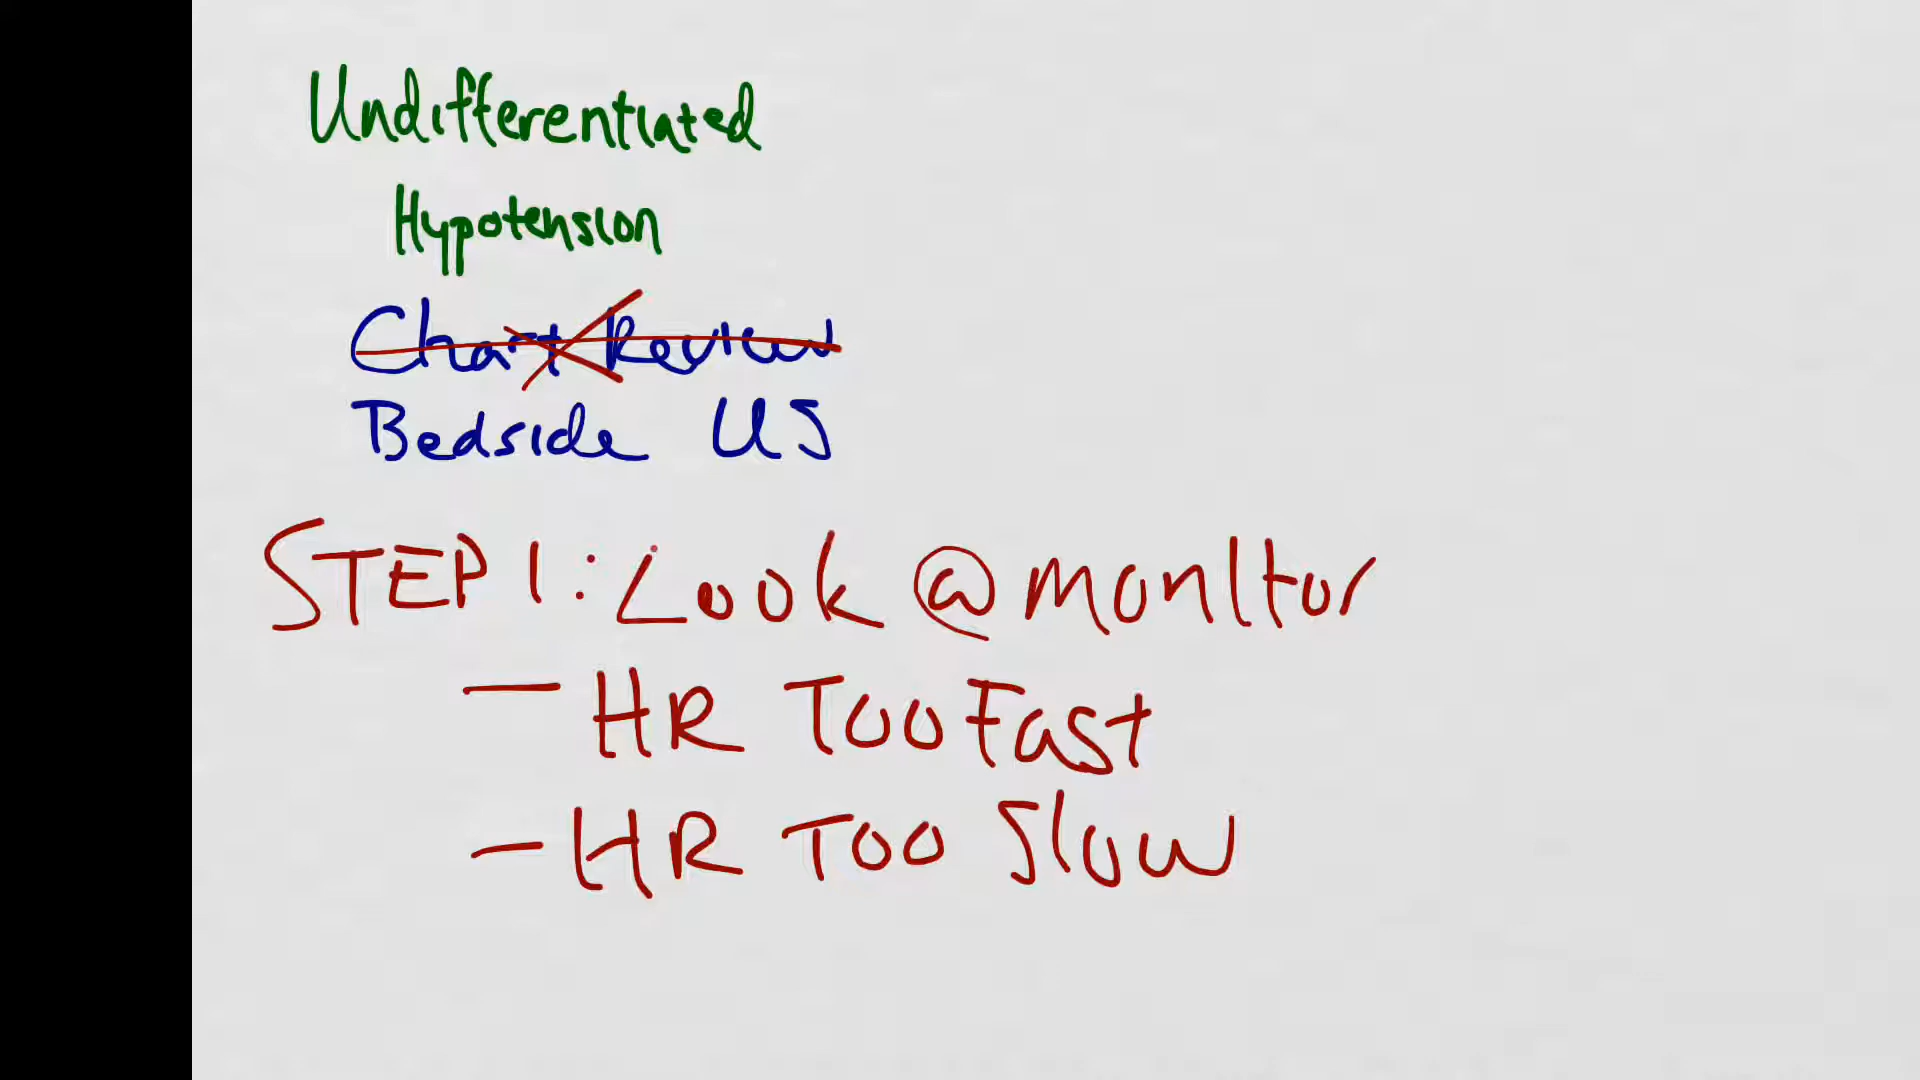 Undifferentiated
Hypotension
Chart Review
Bedside US
STEP 1: Look @ monitor
- HR Too Fast
- HR Too Slow